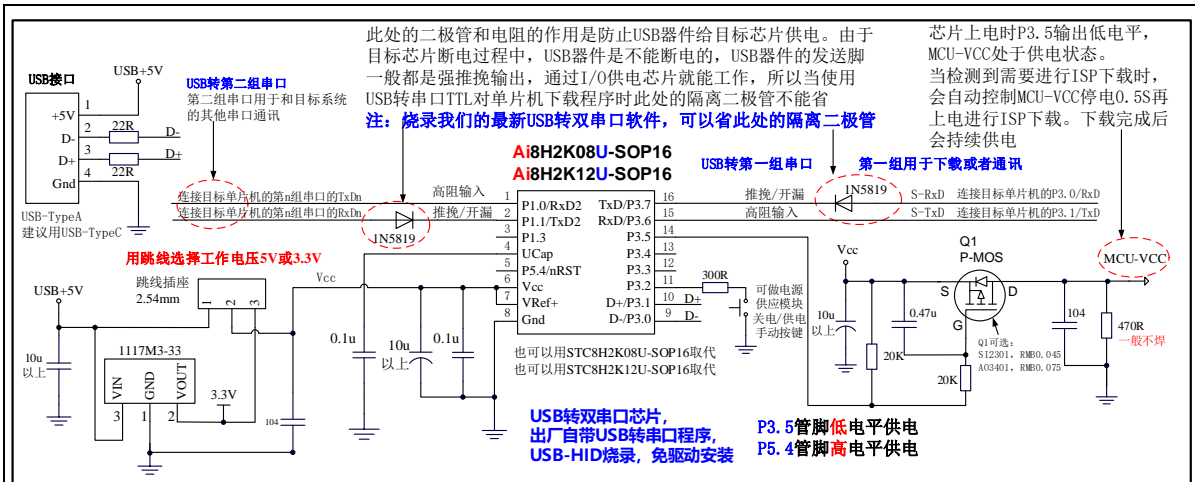 此处的二极管和电阻的作用是防止USB器件给目标芯片供电。由于
目标芯片断电过程中，USB器件是不能断电的，USB器件的发送脚
一般都是强推挽输出，通过I/O供电芯片就能工作，所以当使用
USB转串口TTL对单片机下载程序时此处的隔离二极管不能省
注：烧录我们的最新USB转双串口软件，可以省此处的隔离二极管
芯片上电时P3.5输出低电平，
MCU-VCC处于供电状态。
当检测到需要进行ISP下载时，
会自动控制MCU-VCC停电0.5S再
上电进行ISP下载。下载完成后
会持续供电
USB接口
USB+5V
1
+5V
2
22R
D-
D-
3
D+
D+
4
22R
Gnd
USB-TypeA
建议用USB-TypeC
USB转第二组串口
第二组串口用于和目标系统
的其他串口通讯
连接目标单片机的第n组串口的TxDn
高阻输入
连接目标单片机的第n组串口的RxDn
推挽/开漏
1N5819
Ai8H2K08U-SOP16
Ai8H2K12U-SOP16
1
P1.0/RxD2
2
P1.1/TxD2
3
P1.3
4
UCap
5
P5.4/nRST
6
Vcc
7
VRef+
8
Gnd
TxD/P3.7
16
RxD/P3.6
15
P3.5
14
P3.4
13
P3.3
12
P3.2
11
D+/P3.1
10
D+
D-/P3.0
9
D-
USB转第一组串口
第一组用于下载或者通讯
推挽/开漏
1N5819
S-RxD
连接目标单片机的P3.0/RxD
高阻输入
S-TxD
连接目标单片机的P3.1/TxD
300R
可做电源
供应模块
关电/供电
手动按键
Vcc
10u
以上
0.47u
20K
20K
Q1
P-MOS
S
D
G
Q1可选：
SI2301，RMB0.045
AO3401，RMB0.075
MCU-VCC
104
470R
一般不焊
用跳线选择工作电压5V或3.3V
跳线插座
2.54mm
USB+5V
1
2
3
Vcc
10u
以上
1117M3-33
VIN
GND
VOUT
3
1
2
3.3V
104
0.1u
10u
以上
0.1u
也可以用STC8H2K08U-SOP16取代
也可以用STC8H2K12U-SOP16取代
USB转双串口芯片，
出厂自带USB转串口程序，
USB-HID烧录，免驱动安装
P3.5管脚低电平供电
P5.4管脚高电平供电